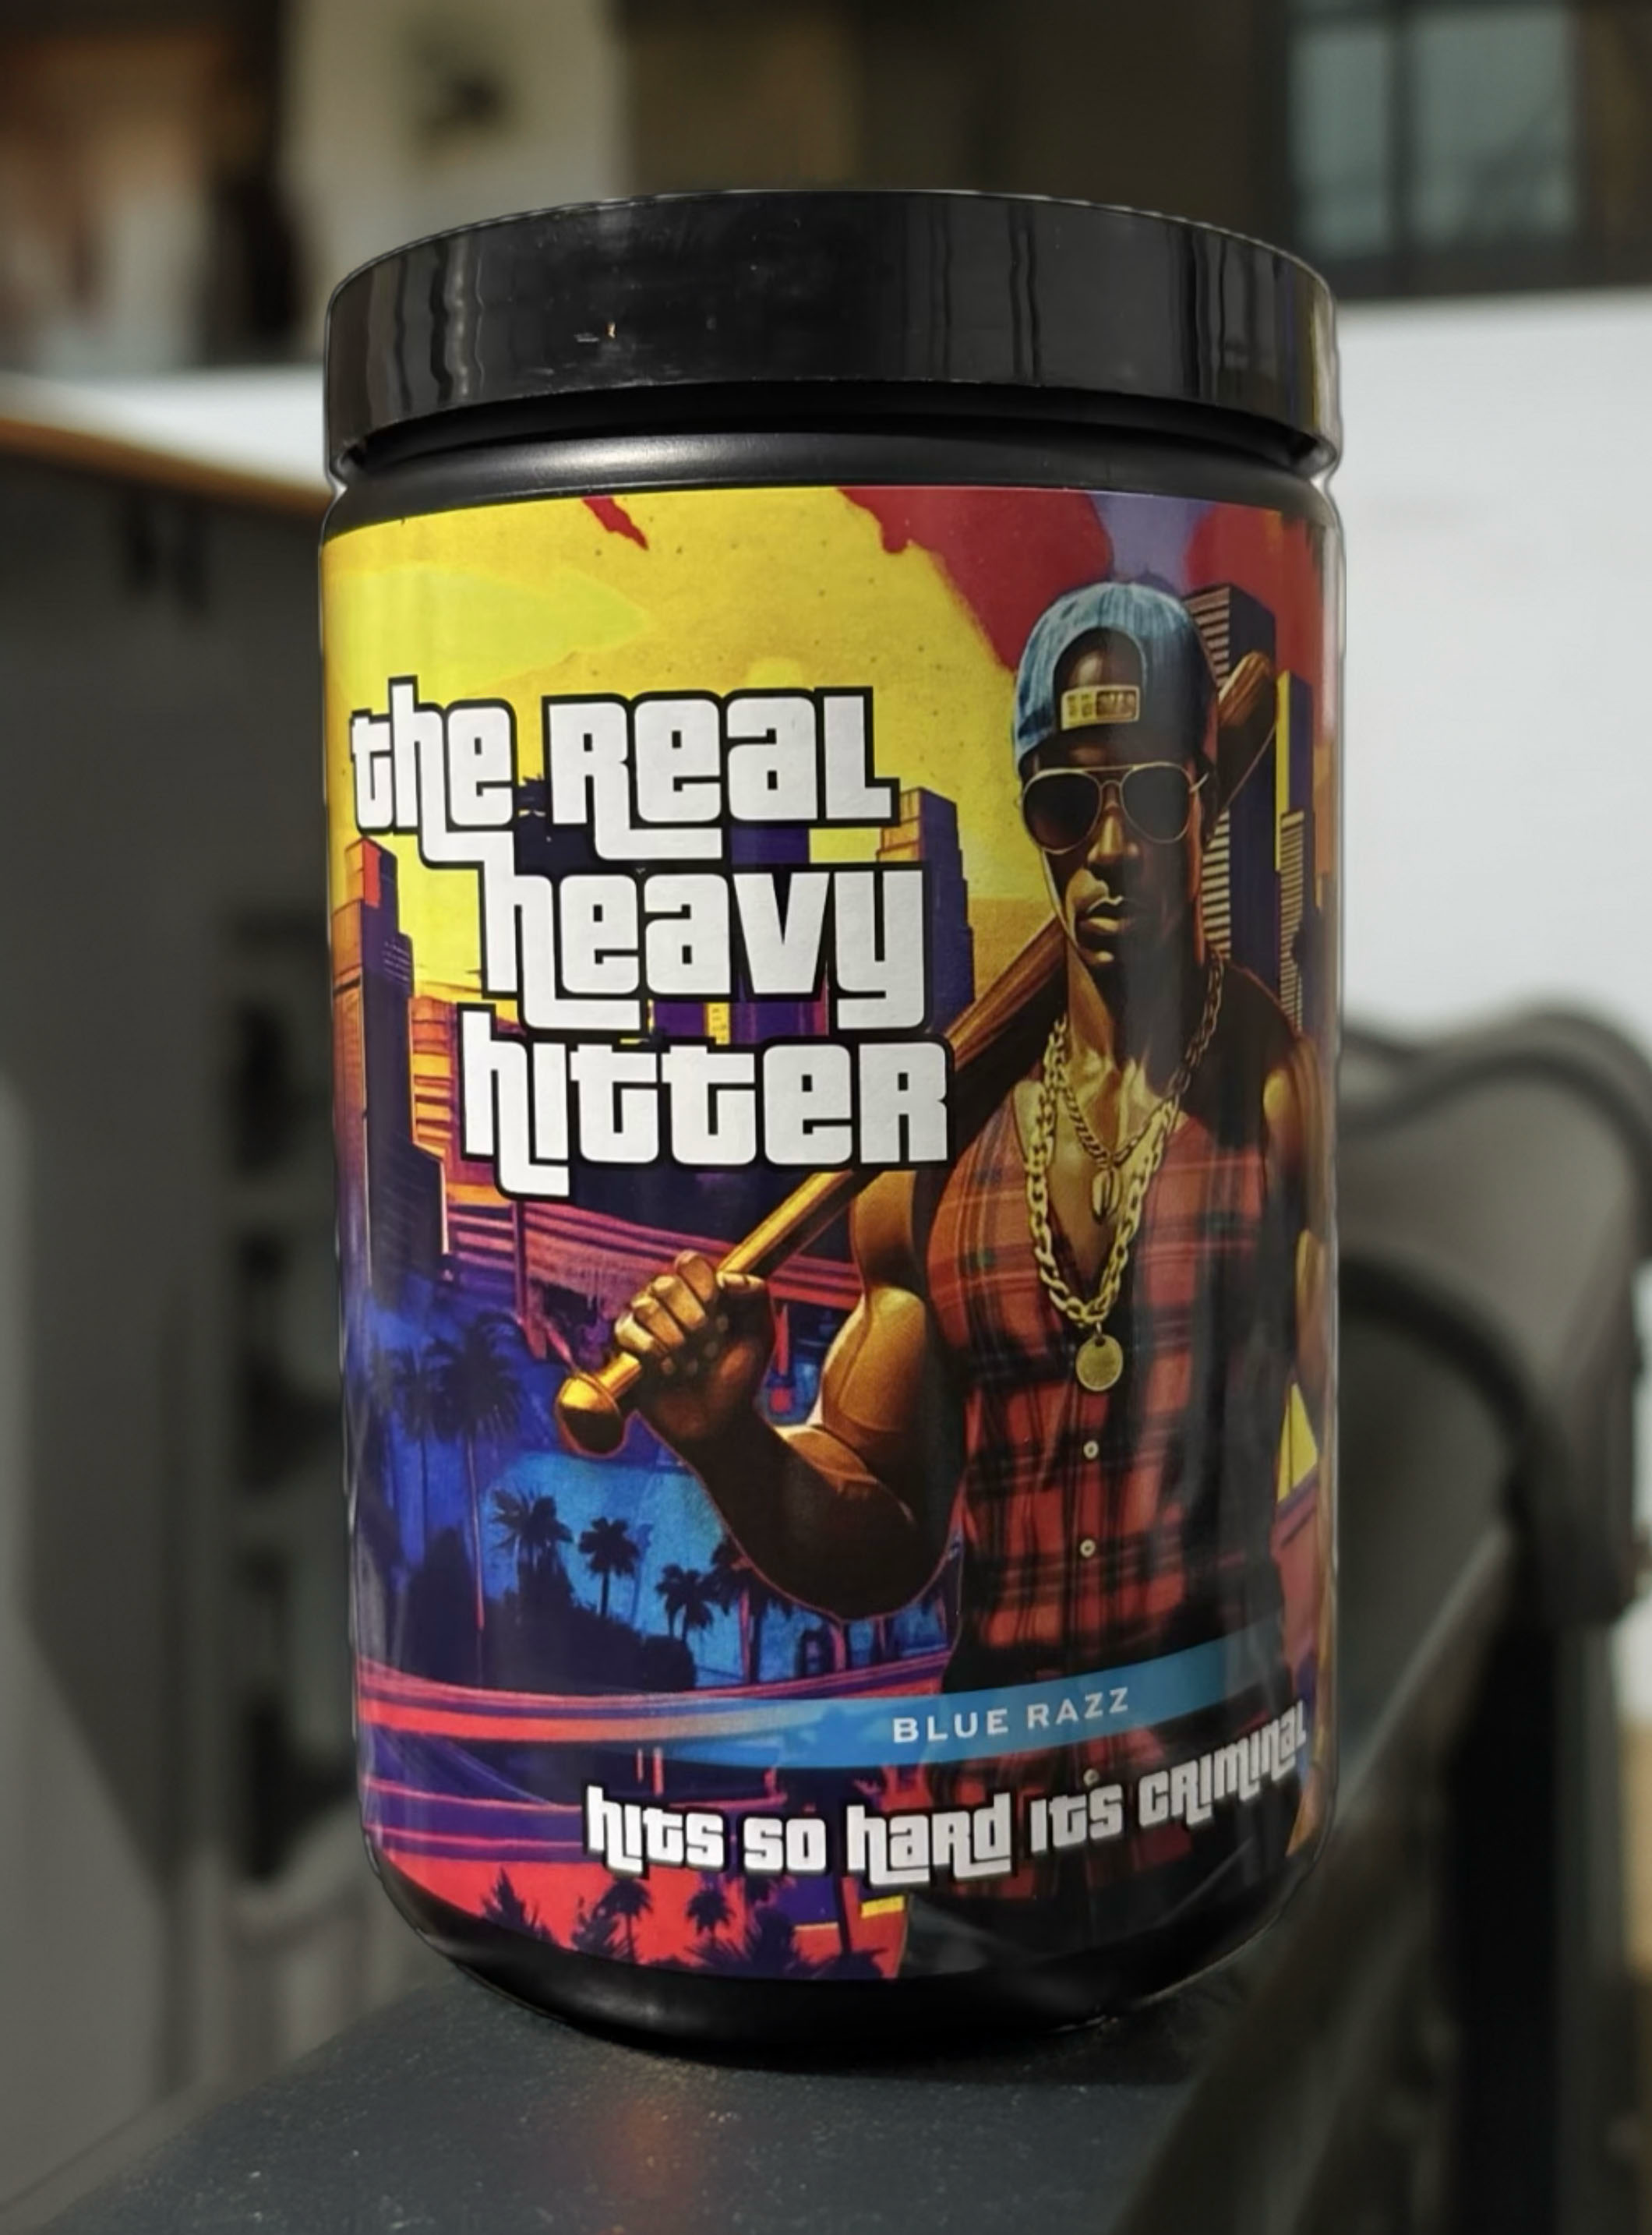 the Real
heavy
hitter
BLUE RAZZ
hits so hard its criminal